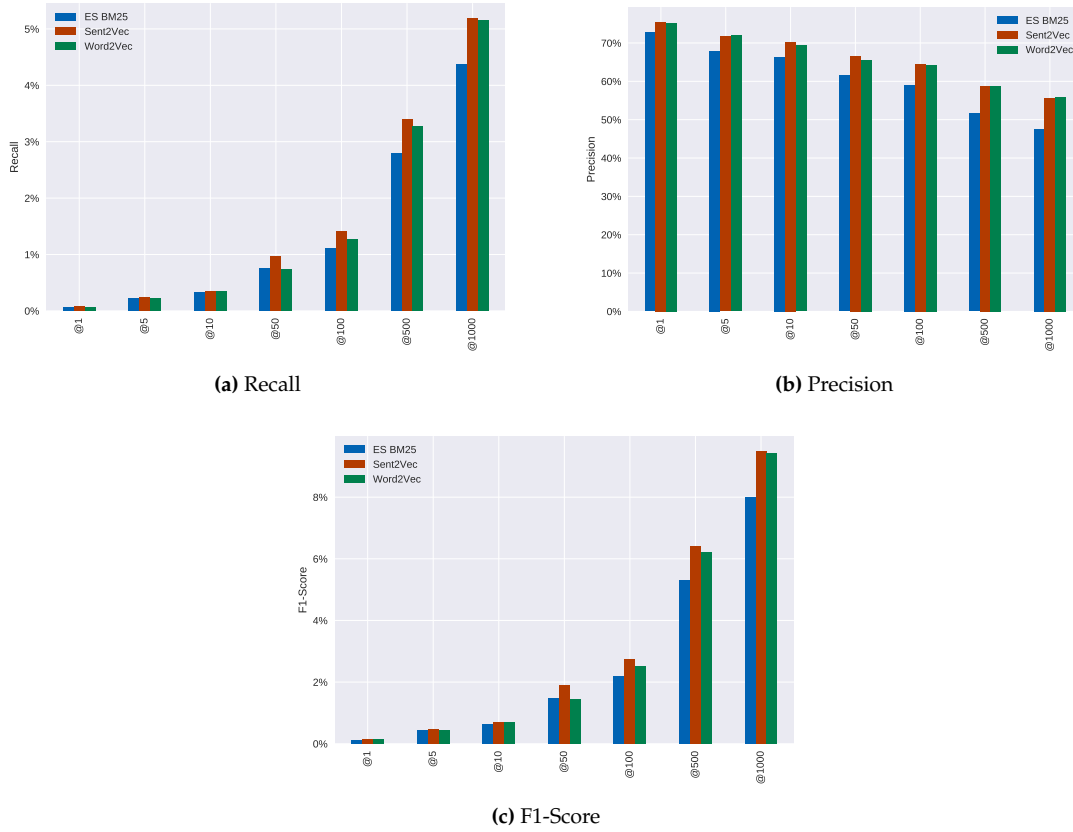 5%
4%
3%
2%
1%
0%
Recall
ES BM25
Sent2Vec
Word2Vec
@1
@5
@10
@50
@100
@500
@1000
(a) Recall
70%
60%
50%
40%
30%
20%
10%
0%
Precision
ES BM25
Sent2Vec
Word2Vec
@1
@5
@10
@50
@100
@500
@1000
(b) Precision
8%
6%
4%
2%
0%
F1-Score
ES BM25
Sent2Vec
Word2Vec
@1
@5
@10
@50
@100
@500
@1000
(c) F1-Score